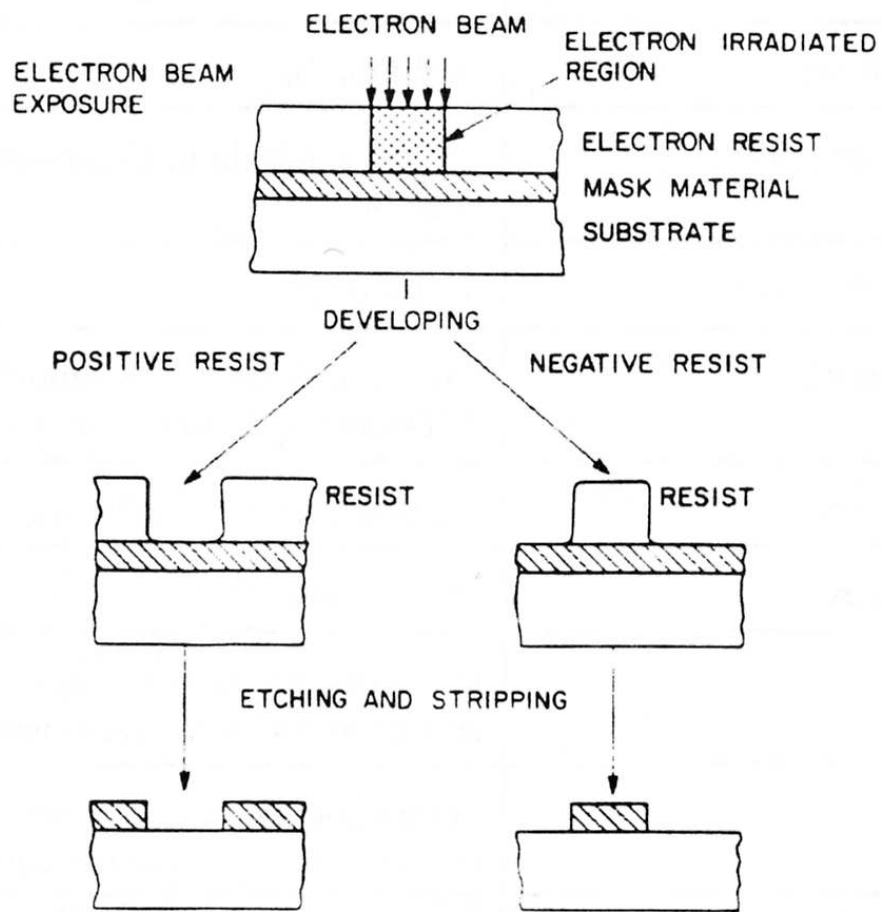 ELECTRON BEAM
ELECTRON IRRADIATED
REGION
ELECTRON BEAM
EXPOSURE
ELECTRON RESIST
MASK MATERIAL
SUBSTRATE
DEVELOPING
POSITIVE RESIST
NEGATIVE RESIST
RESIST
RESIST
ETCHING AND STRIPPING